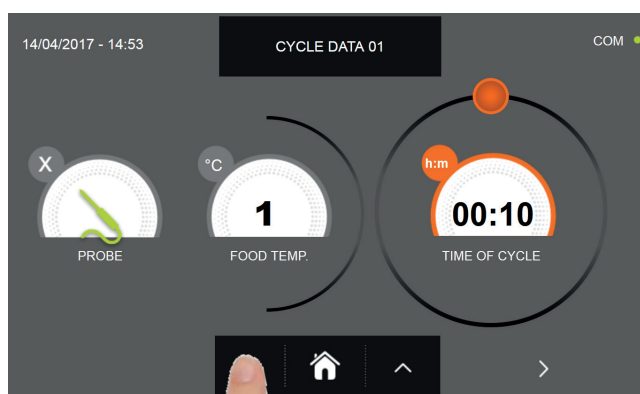 14/04/2017 - 14:53
CYCLE DATA 01
COM
X
°C
h:m
1
00:10
PROBE
FOOD TEMP.
TIME OF CYCLE